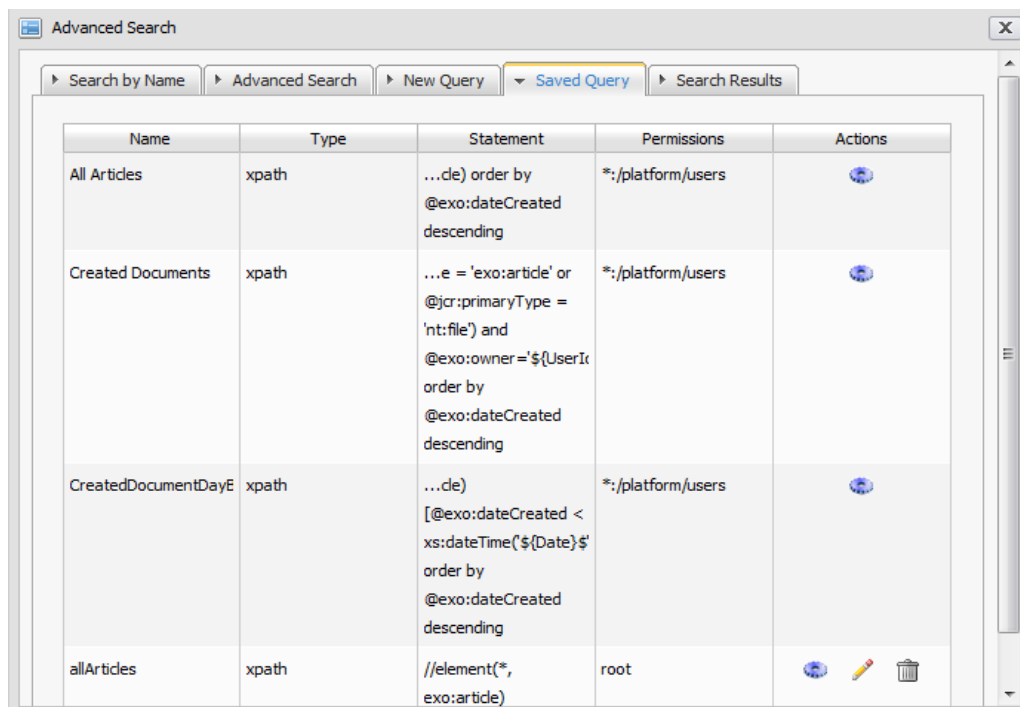 Advanced Search
Search by Name Advanced Search New Query Saved Query Search Results
Name Type Statement Permissions Actions
All Articles xpath ...cle) order by *:/platform/users
@exo:dateCreated
descending
Created Documents xpath ...e = 'exo:article' or *:/platform/users
@jcr:primaryType =
'nt:file') and
@exo:owner='${UserId
order by
@exo:dateCreated
descending
CreatedDocumentDayB xpath ...cle) *:/platform/users
[@exo:dateCreated <
xs:dateTime('${Date}$'
order by
@exo:dateCreated
descending
allArticles xpath //element(*, root
exo:article)